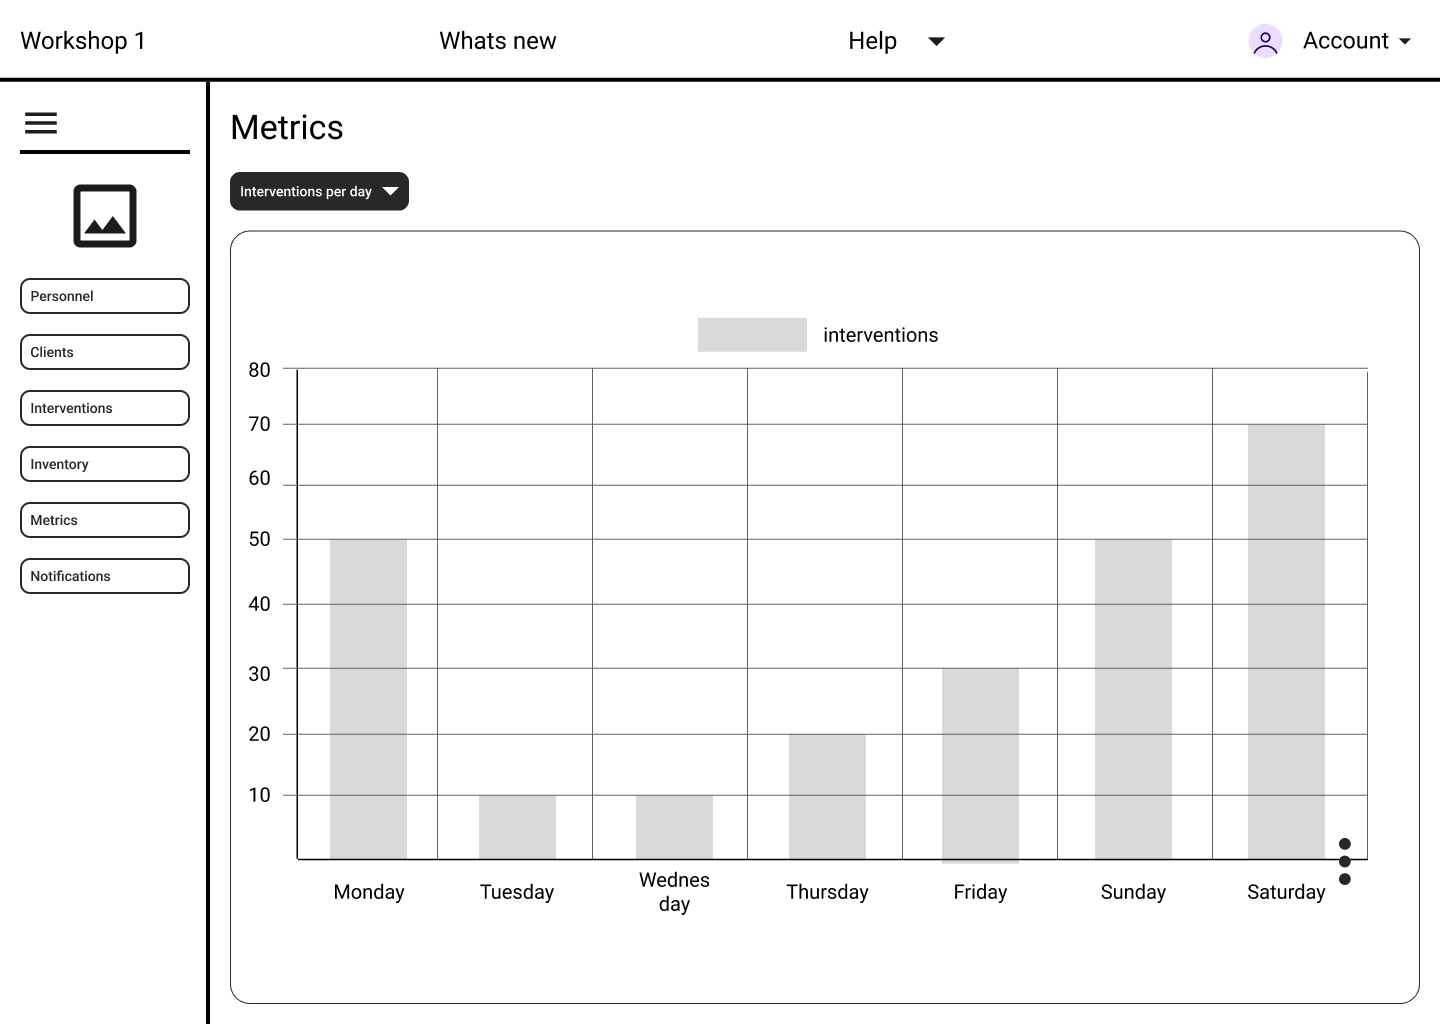 Workshop 1
Whats new
Help
Account
Metrics
Interventions per day
Personnel
Clients
Interventions
Inventory
Metrics
Notifications
interventions
80
70
60
50
40
30
20
10
Monday
Tuesday
Wednes
day
Thursday
Friday
Sunday
Saturday